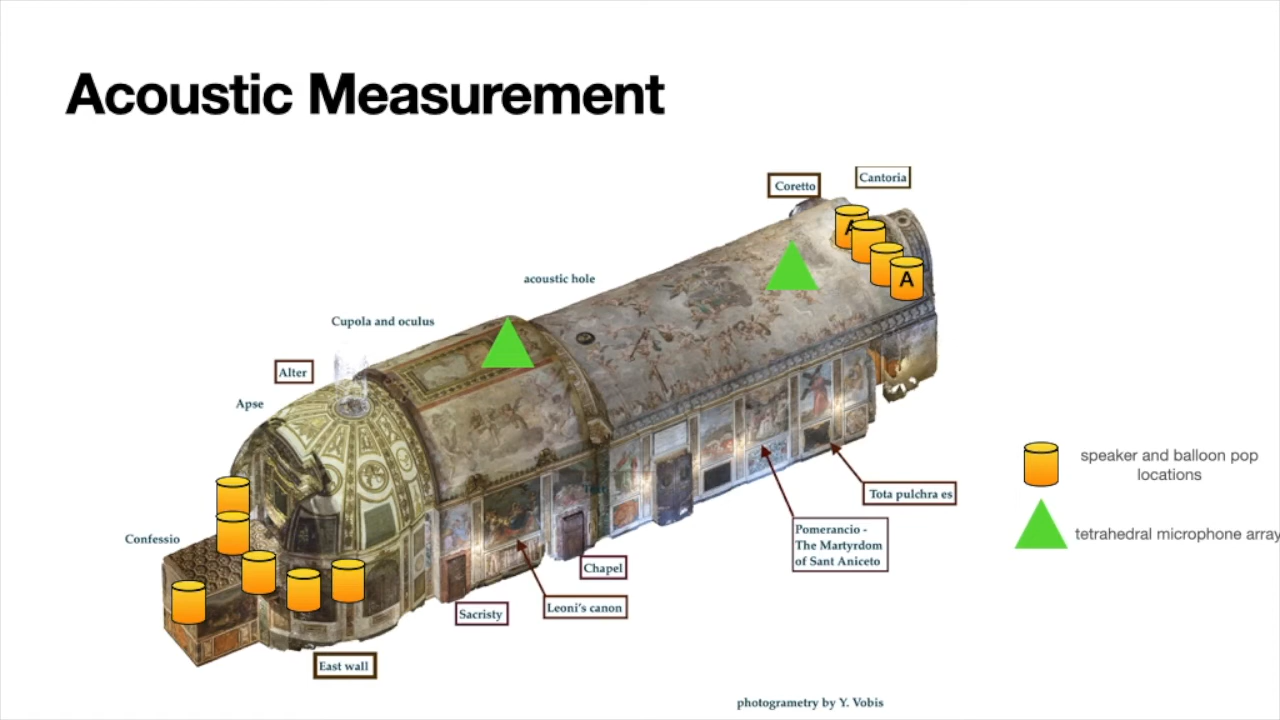 Acoustic Measurement
Coretto
Cantoria
acoustic hole
Cupola and oculus
Alter
Apse
A
A
speaker and balloon pop
locations
Tota pulchra es
tetrahedral microphone array
Confessio
Pomerancio -
The Martyrdom
of Sant Aniceto
Chapel
Leoni's canon
Sacristy
East wall
photogrametry by Y. Vobis